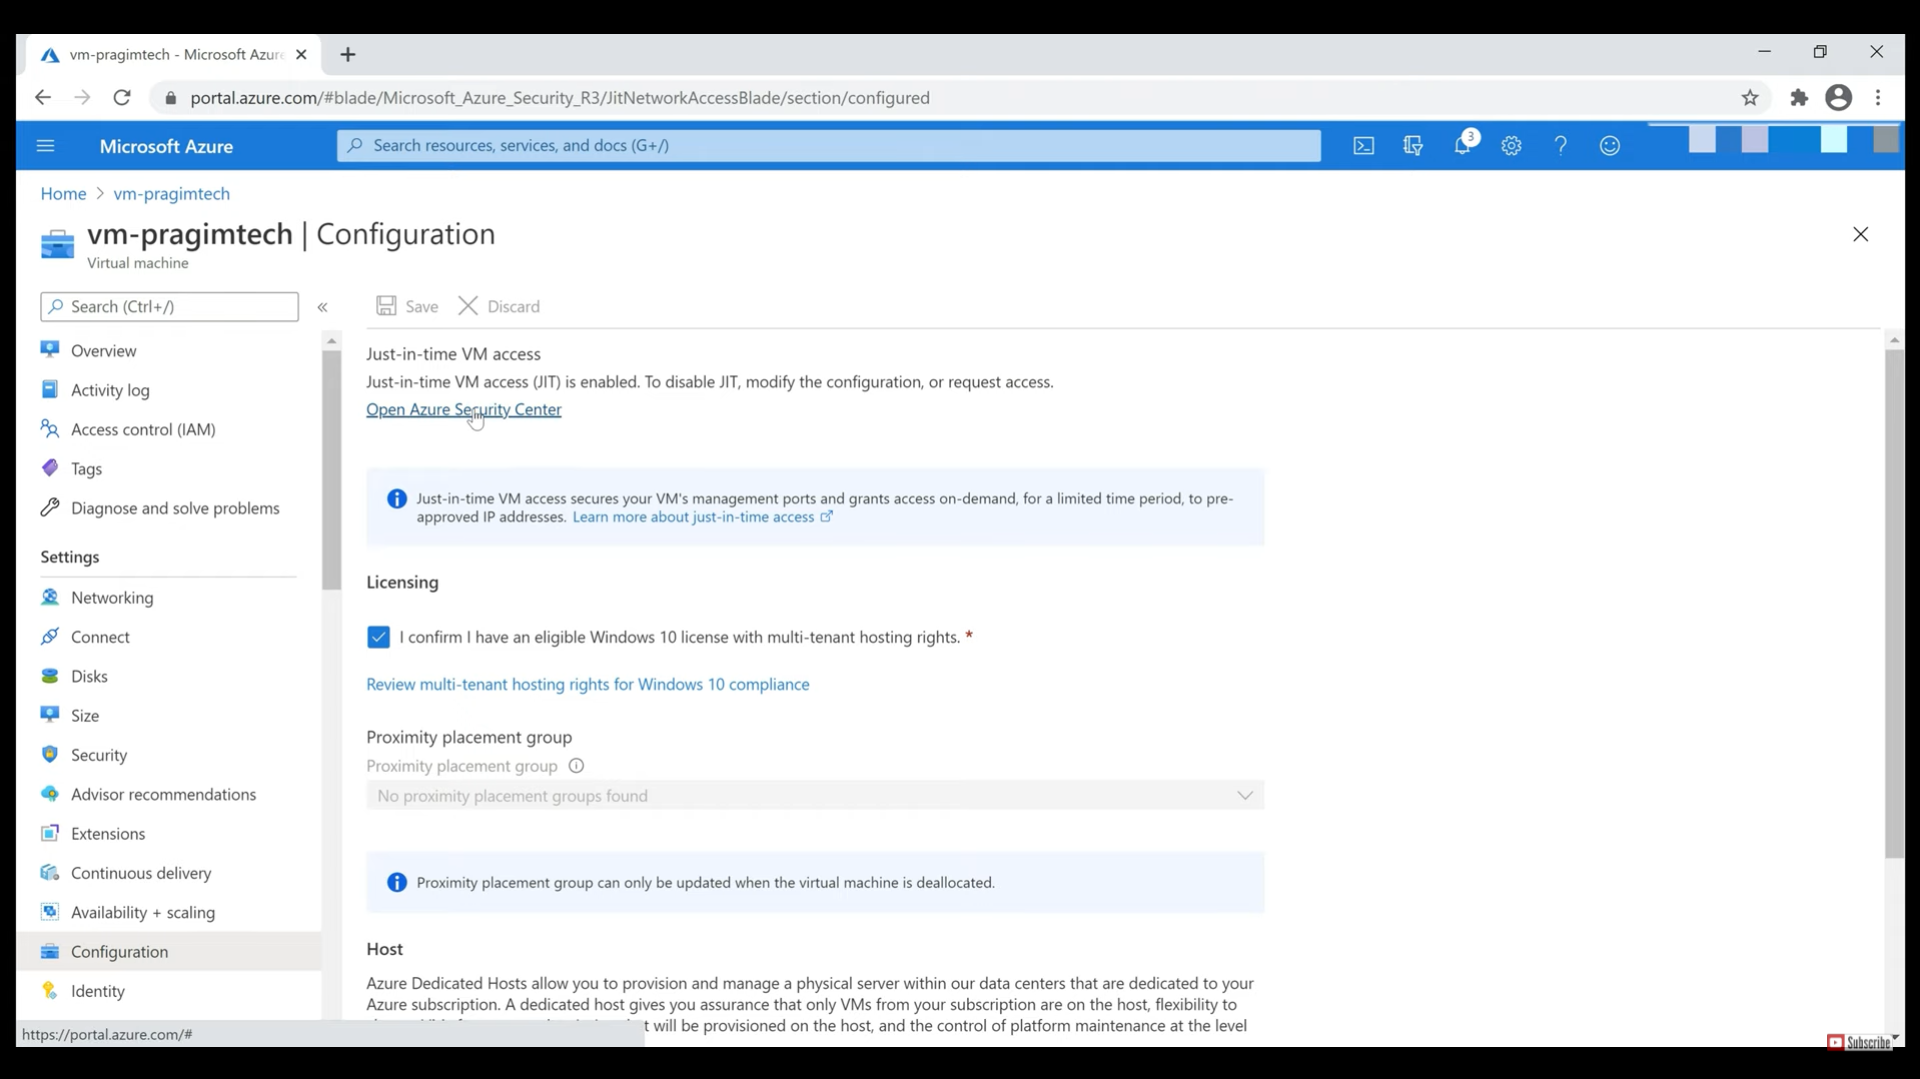 vm-pragimtech - Microsoft Azure
portal.azure.com/#blade/Microsoft_Azure_Security_R3/JitNetworkAccessBlade/section/configured
Microsoft Azure
Search resources, services, and docs (G+/)
3
Home > vm-pragimtech
vm-pragimtech | Configuration
Virtual machine
Search (Ctrl+/)
«
Save
Discard
Overview
Activity log
Access control (IAM)
Tags
Diagnose and solve problems
Settings
Networking
Connect
Disks
Size
Security
Advisor recommendations
Extensions
Continuous delivery
Availability + scaling
Configuration
Identity
Just-in-time VM access
Just-in-time VM access (JIT) is enabled. To disable JIT, modify the configuration, or request access.
Open Azure Security Center
Just-in-time VM access secures your VM's management ports and grants access on-demand, for a limited time period, to pre-
approved IP addresses. Learn more about just-in-time access
Licensing
I confirm I have an eligible Windows 10 license with multi-tenant hosting rights. *
Review multi-tenant hosting rights for Windows 10 compliance
Proximity placement group
Proximity placement group
No proximity placement groups found
Proximity placement group can only be updated when the virtual machine is deallocated.
Host
Azure Dedicated Hosts allow you to provision and manage a physical server within our data centers that are dedicated to your
Azure subscription. A dedicated host gives you assurance that only VMs from your subscription are on the host, flexibility to
t will be provisioned on the host, and the control of platform maintenance at the level
https://portal.azure.com/#
Subscribe